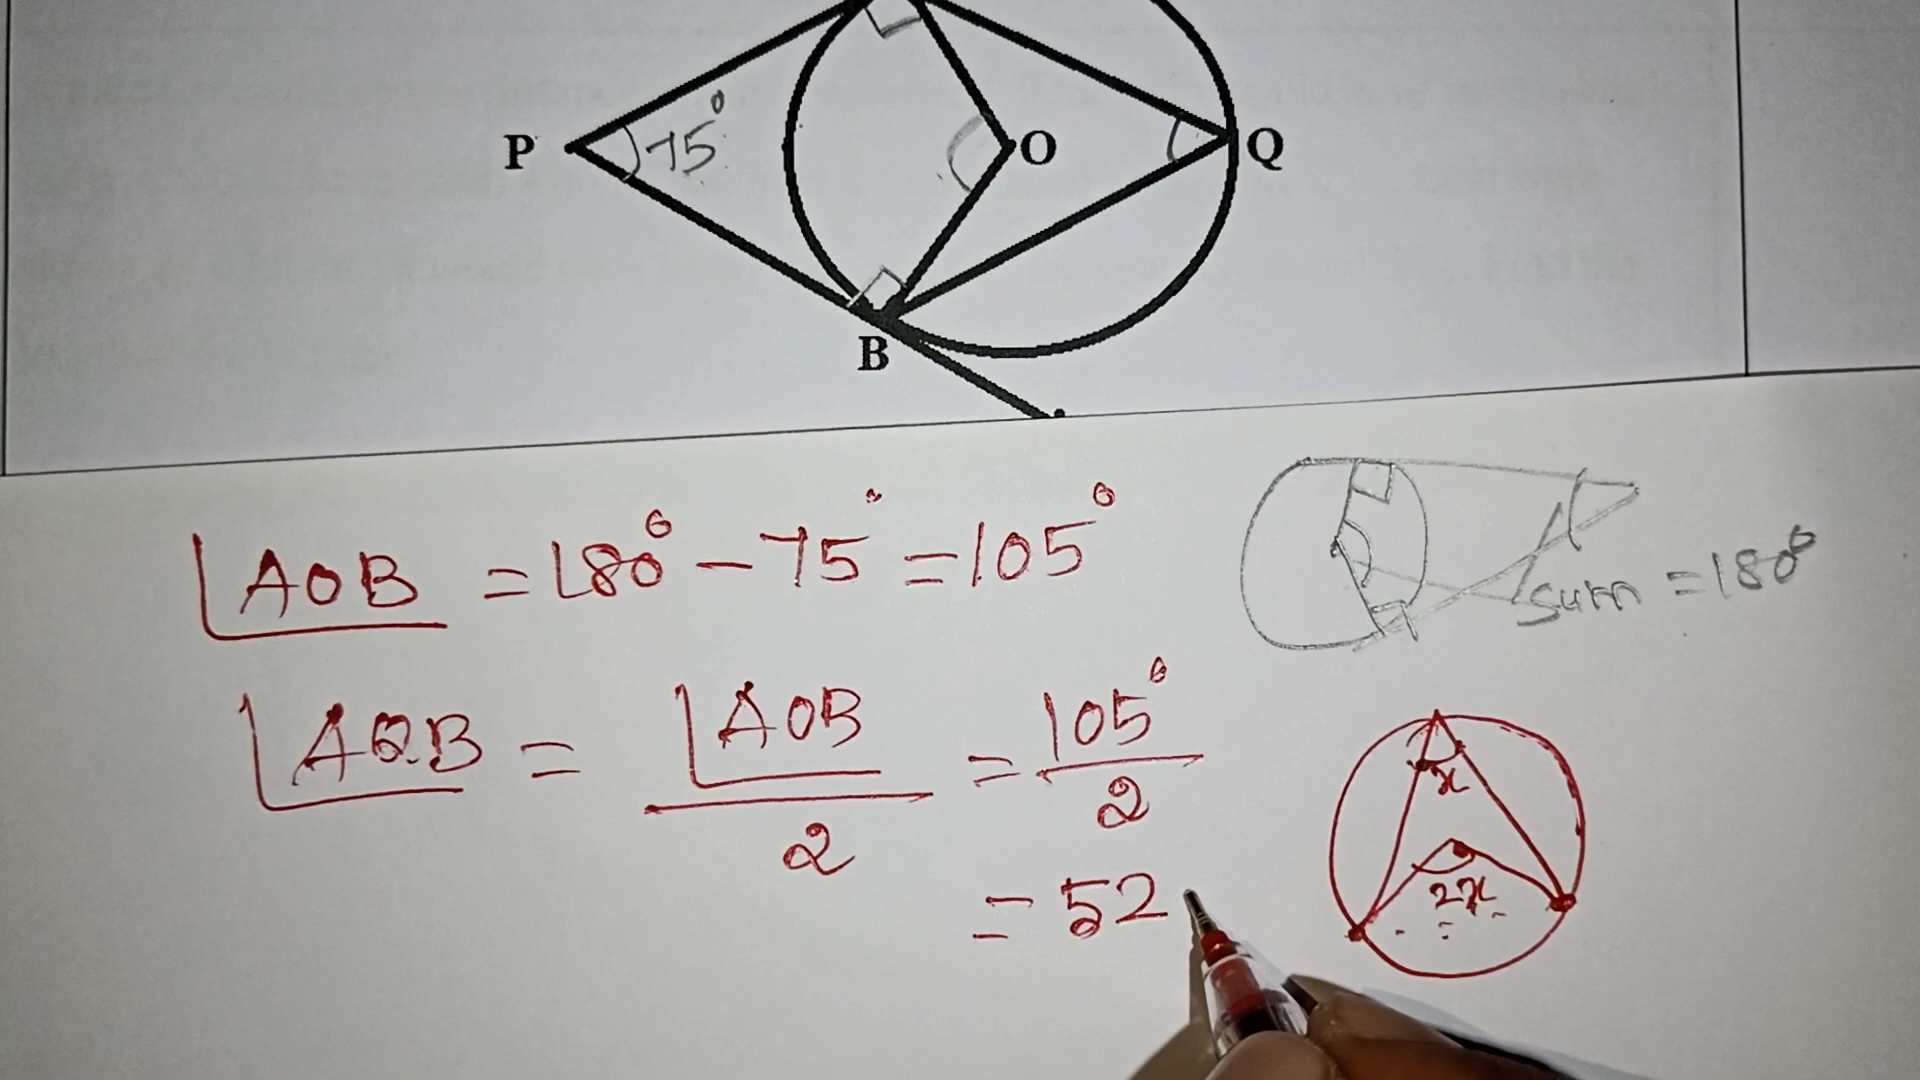 P 75° O Q
B
∠AOB = 180° - 75° = 105°
sum = 180°
∠AQB = ∠AOB / 2 = 105° / 2
x
2x
= 52